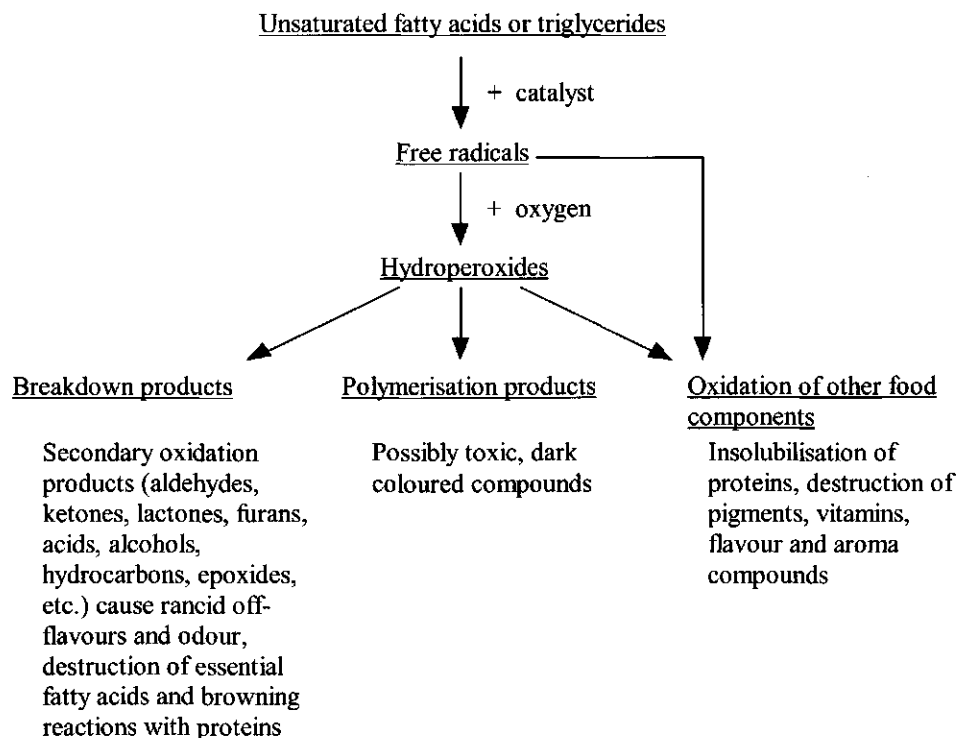 Unsaturated fatty acids or triglycerides
+ catalyst
Free radicals
+ oxygen
Hydroperoxides
Breakdown products
Secondary oxidation
products (aldehydes,
ketones, lactones, furans,
acids, alcohols,
hydrocarbons, epoxides,
etc.) cause rancid off-
flavours and odour,
destruction of essential
fatty acids and browning
reactions with proteins
Polymerisation products
Possibly toxic, dark
coloured compounds
Oxidation of other food
components
Insolubilisation of
proteins, destruction of
pigments, vitamins,
flavour and aroma
compounds